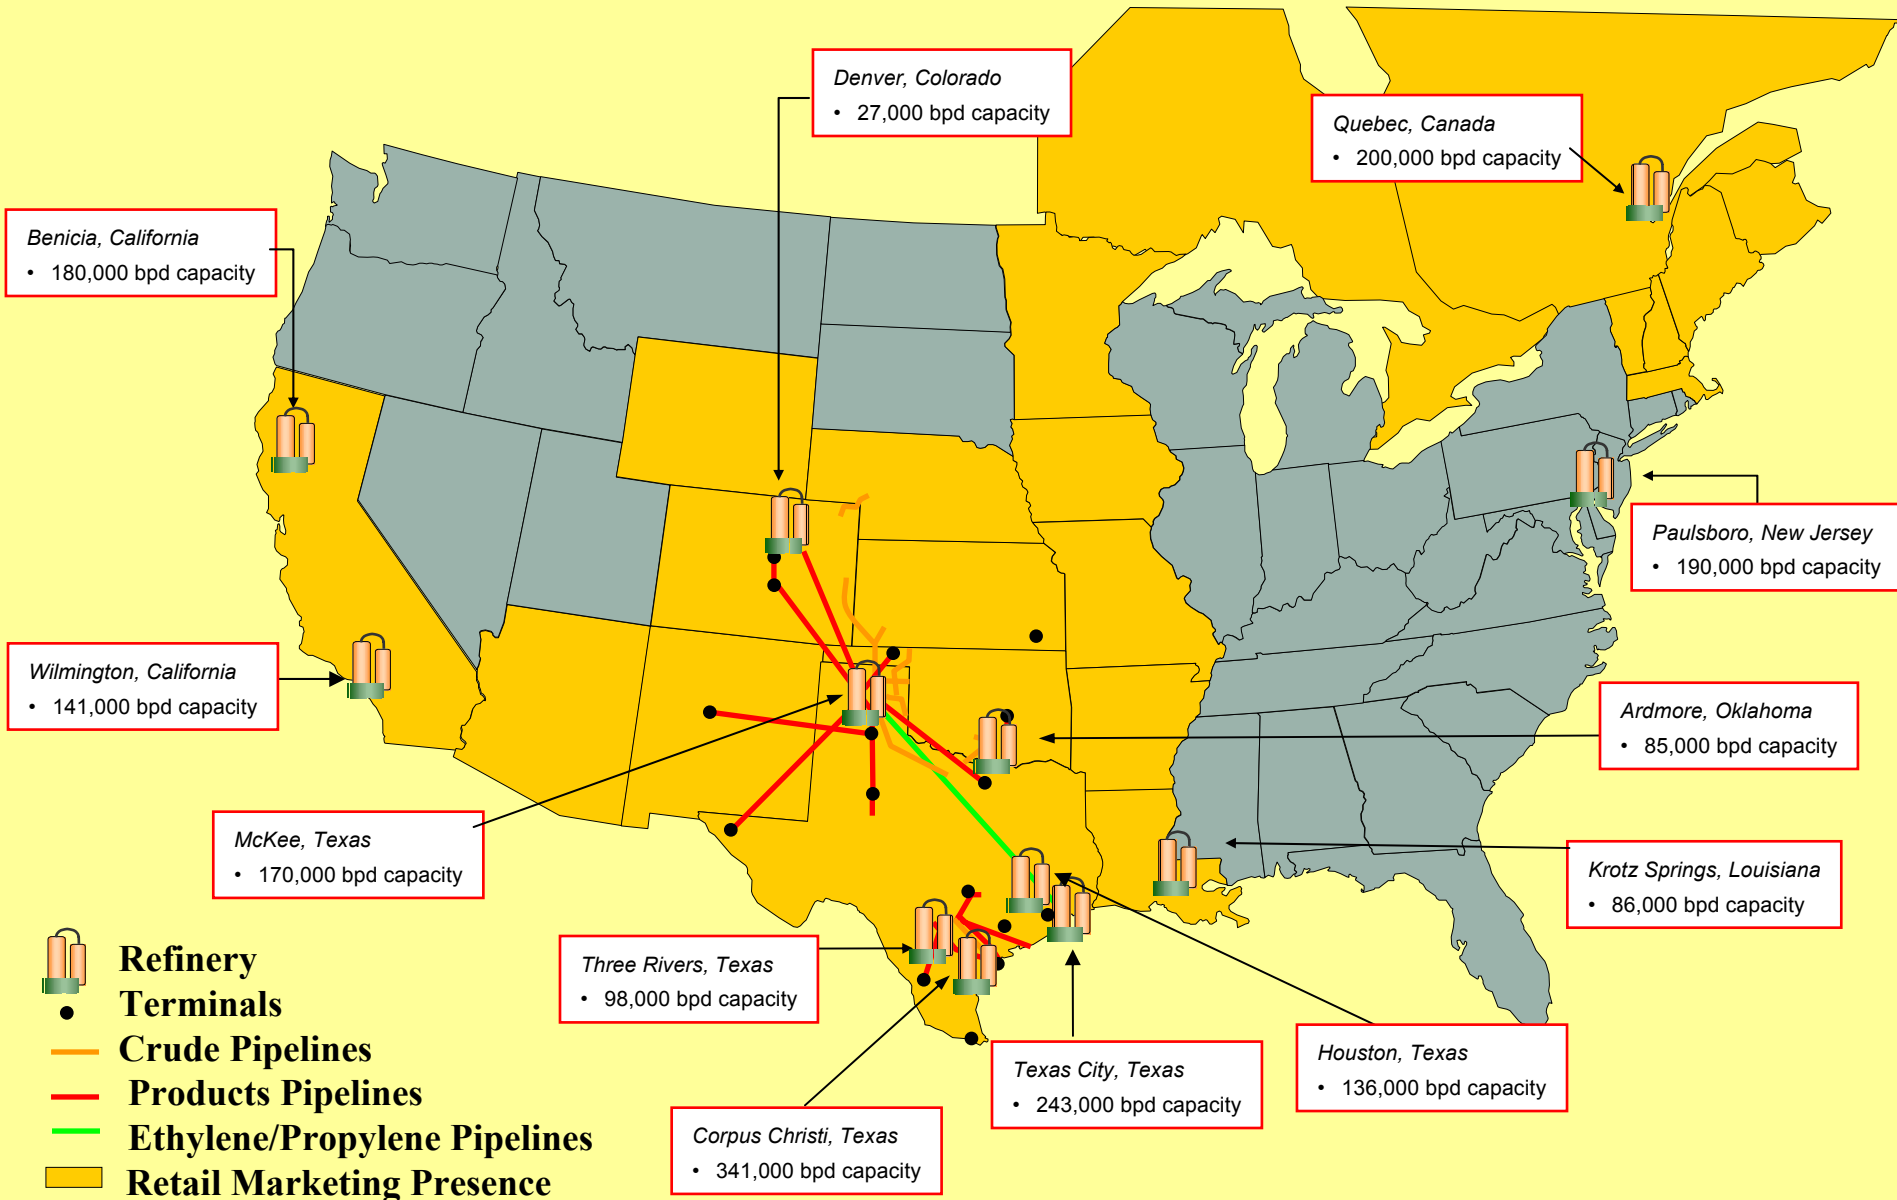 Denver, Colorado
• 27,000 bpd capacity
Quebec, Canada
• 200,000 bpd capacity
Benicia, California
• 180,000 bpd capacity
Paulsboro, New Jersey
• 190,000 bpd capacity
Wilmington, California
• 141,000 bpd capacity
Ardmore, Oklahoma
• 85,000 bpd capacity
McKee, Texas
• 170,000 bpd capacity
Krotz Springs, Louisiana
• 86,000 bpd capacity
Three Rivers, Texas
• 98,000 bpd capacity
Houston, Texas
• 136,000 bpd capacity
Texas City, Texas
• 243,000 bpd capacity
Corpus Christi, Texas
• 341,000 bpd capacity
Refinery
Terminals
Crude Pipelines
Products Pipelines
Ethylene/Propylene Pipelines
Retail Marketing Presence